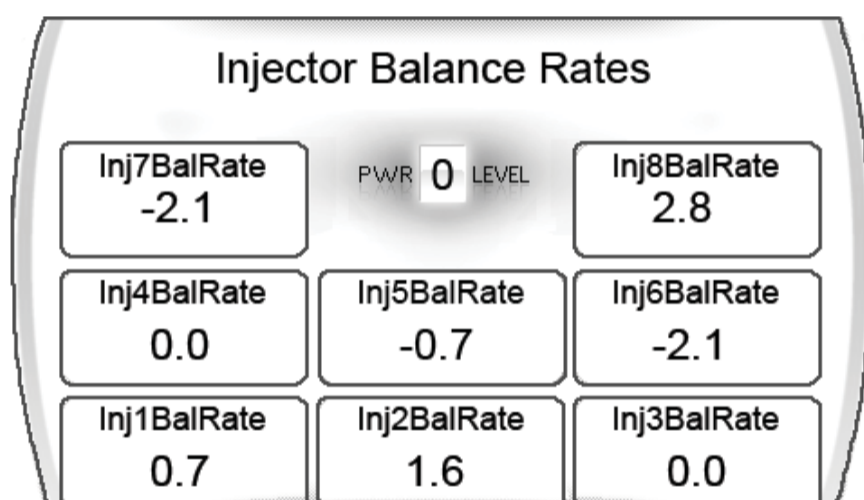 Injector Balance Rates
Inj7BalRate
-2.1
PWR 0 LEVEL
Inj8BalRate
2.8
Inj4BalRate
0.0
Inj5BalRate
-0.7
Inj6BalRate
-2.1
Inj1BalRate
0.7
Inj2BalRate
1.6
Inj3BalRate
0.0